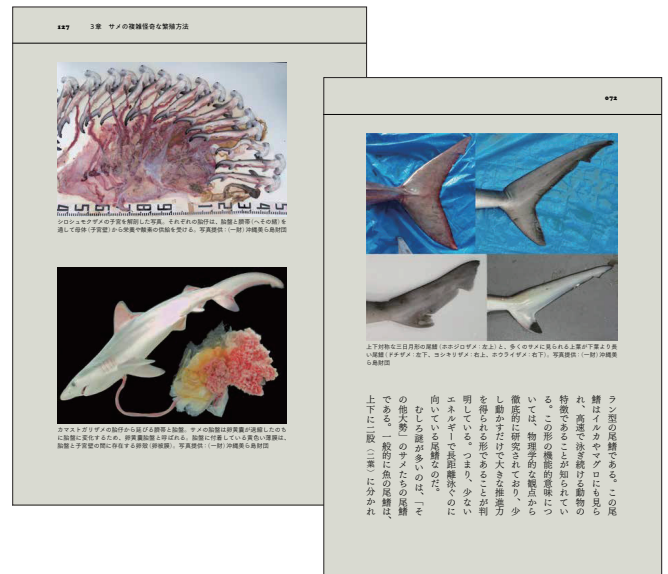 127 3章 サメの複雑怪奇な繁殖方法
シロシュモクザメの子宮を解剖した写真。それぞれの胎仔は、胎盤と臍帯(へその緒)を
通して母体(子宮壁)から栄養や酸素の供給を受ける。写真提供：(一財)沖縄美ら島財団
カマストガリザメの胎仔から延びる臍帯と胎盤。サメの胎盤は卵黄嚢が過縮したのち
に胎盤に変化するため、卵黄嚢胎盤と呼ばれる。胎盤に付着している黄色い薄膜は、
胎盤と子宮壁の間に存在する卵殻(卵被膜)。写真提供：(一財)沖縄美ら島財団
072
上下対称な三日月形の尾鰭(ホホジロザメ：左上)と、多くのサメに見られる上葉が下葉より長
い尾鰭(ドチザメ：左下、ヨシキリザメ：右上、ホウライザメ：右下)。写真提供：(一財)沖縄美
ら島財団
ラン型の尾鰭である。この尾
鰭はイルカやマグロにも見ら
れ、高速で泳ぎ続ける動物の
特徴であることが知られてい
る。この形の機能的意味につ
いては、物理学的な観点から
徹底的に研究されており、少
し動かすだけで大きな推進力
を得られる形であることが判
明している。つまり、少ない
エネルギーで長距離泳ぐのに
向いている尾鰭なのだ。
むしろ謎が多いのは、「そ
の他大勢」のサメたちの尾鰭
である。一般的に魚の尾鰭は、
上下に二股(二葉)に分かれ